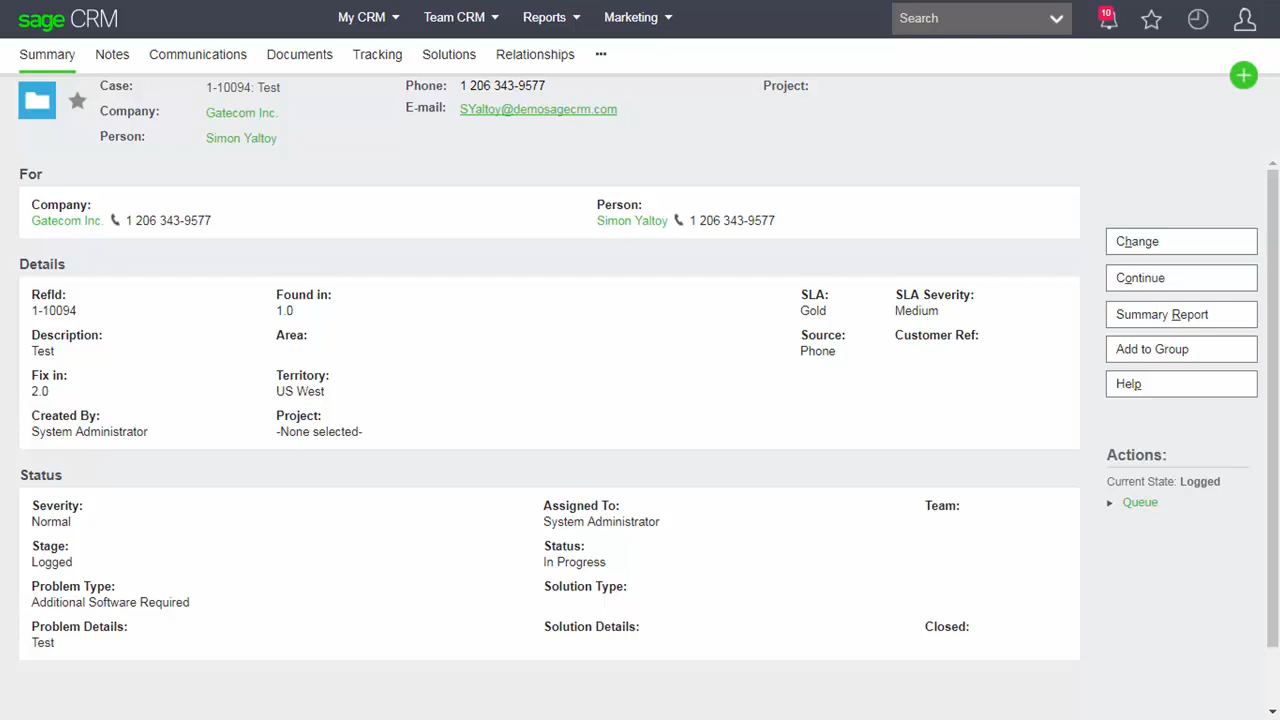 sage CRM
My CRM
Team CRM
Reports
Marketing
Search
10
Summary
Notes
Communications
Documents
Tracking
Solutions
Relationships
•••
Case: 1-10094: Test
Company: Gatecom Inc.
Person: Simon Yaltoy
Phone: 1 206 343-9577
E-mail: SYaltoy@demosagecrm.com
Project:
For
Company:
Gatecom Inc. 1 206 343-9577
Person:
Simon Yaltoy 1 206 343-9577
Details
RefId:
1-10094
Found in:
1.0
SLA:
Gold
SLA Severity:
Medium
Description:
Test
Area:
Source:
Phone
Customer Ref:
Fix in:
2.0
Territory:
US West
Created By:
System Administrator
Project:
-None selected-
Status
Severity:
Normal
Assigned To:
System Administrator
Team:
Stage:
Logged
Status:
In Progress
Problem Type:
Additional Software Required
Solution Type:
Problem Details:
Test
Solution Details:
Closed:
Change
Continue
Summary Report
Add to Group
Help
Actions:
Current State: Logged
Queue